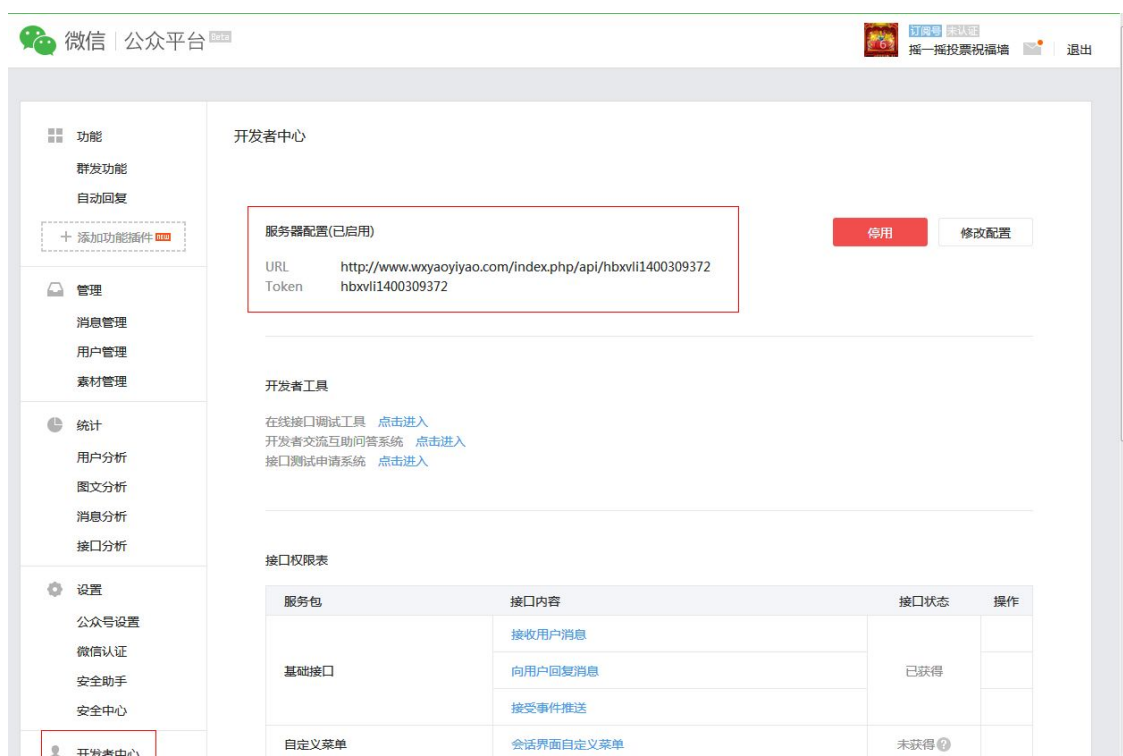 微信 公众平台 Beta
订阅号 未认证
摇一摇投票祝福墙 退出
功能
群发功能
自动回复
+ 添加功能插件 new
管理
消息管理
用户管理
素材管理
统计
用户分析
图文分析
消息分析
接口分析
设置
公众号设置
微信认证
安全助手
安全中心
开发者中心
开发者中心
服务器配置(已启用)
停用 修改配置
URL http://www.wxyaoyiyao.com/index.php/api/hbxvli1400309372
Token hbxvli1400309372
开发者工具
在线接口调试工具 点击进入
开发者交流互助问答系统 点击进入
接口测试申请系统 点击进入
接口权限表
服务包 接口内容 接口状态 操作
接收用户消息
基础接口 向用户回复消息 已获得
接受事件推送
自定义菜单 会话界面自定义菜单 未获得 ?